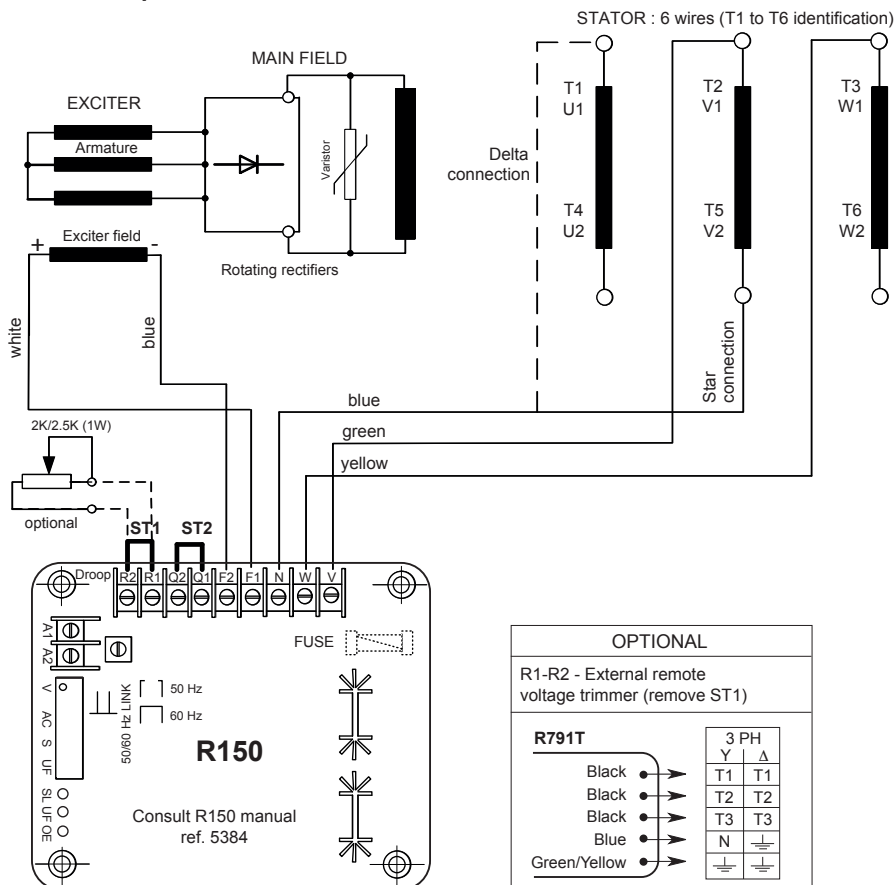 STATOR : 6 wires (T1 to T6 identification)
MAIN FIELD
EXCITER
Armature
Varistor
T1
U1
T2
V1
T3
W1
Delta
connection
T4
U2
T5
V2
T6
W2
+ Exciter field -
Rotating rectifiers
white
blue
Star
connection
blue
green
yellow
2K/2.5K (1W)
optional
ST1 ST2
Droop R2 R1 Q2 Q1 F2 F1 N W V
A1
A2
FUSE
V
AC
S
UF
50/60 Hz LINK
50 Hz
60 Hz
SL
UF
OE
R150
Consult R150 manual
ref. 5384
OPTIONAL
R1-R2 - External remote
voltage trimmer (remove ST1)
R791T
3 PH
Y Δ
Black T1 T1
Black T2 T2
Black T3 T3
Blue N
Green/Yellow